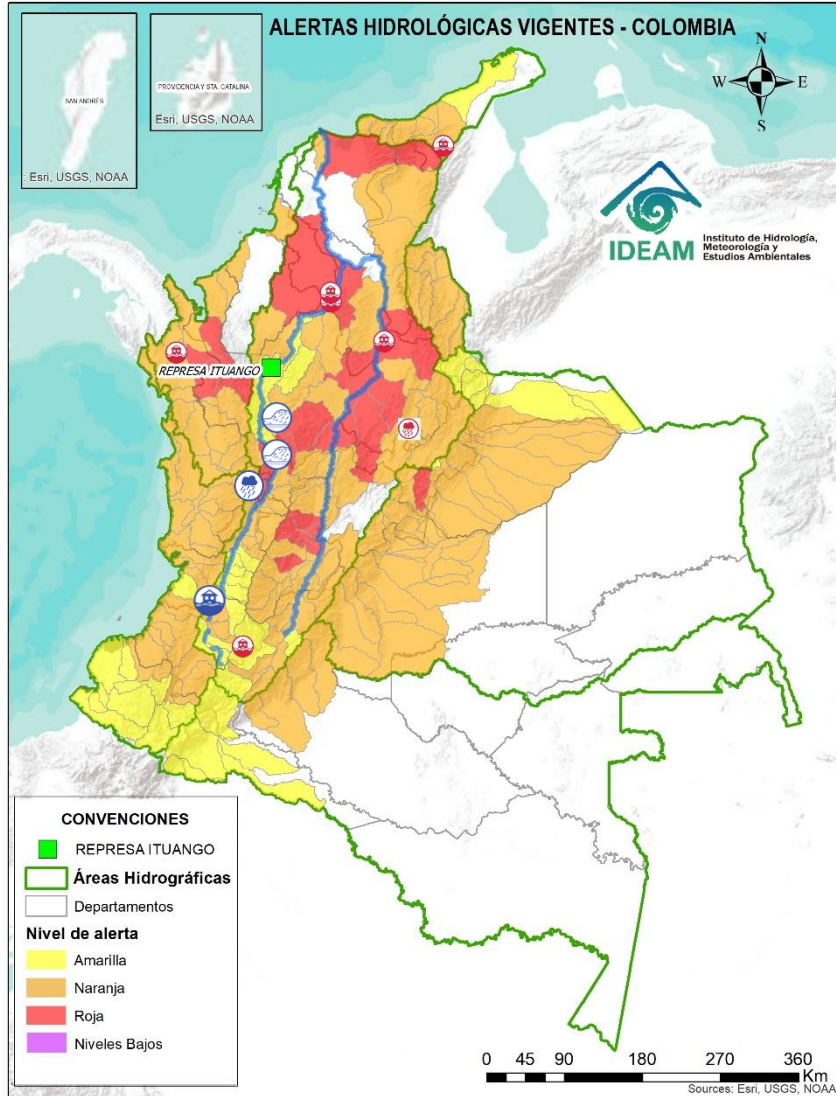 ALERTAS HIDROLÓGICAS VIGENTES - COLOMBIA
SAN ANDRÉS
: Esri, USGS, NOAA
PROVIDENCIA Y STA. CATALINA
Esri, USGS, NOAA
N
W
E
S
IDEAM
Instituto de Hidrología,
Meteorología y
Estudios Ambientales
REPRESA ITUANGO
CONVENCIONES
REPRESA ITUANGO
Áreas Hidrográficas
Departamentos
Nivel de alerta
Amarilla
Naranja
Roja
Niveles Bajos
0 45 90 180 270 360
Km
Sources: Esri, USGS, NOAA